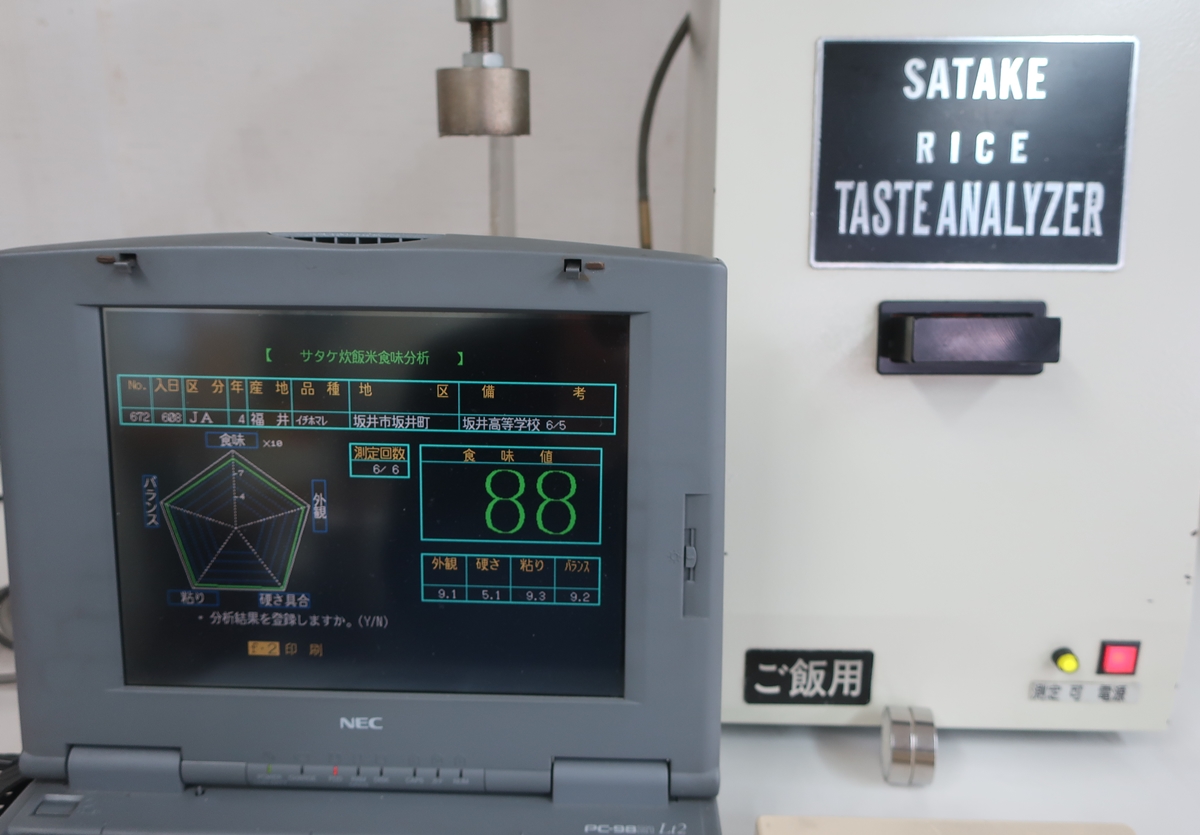 SATAKE
RICE
TASTE ANALYZER
【 サタケ炊飯米食味分析 】
No. 入日 区分 年 産地 品種 地区 備考
672 608 JA 4 福井 イチホマレ 坂井市坂井町 坂井高等学校 6/5
食味 ×10
7
4
バランス
外観
粘り
硬さ具合
測定回数
6/ 6
食味値
88
外観 硬さ 粘り バランス
9.1 5.1 9.3 9.2
* 分析結果を登録しますか。(Y/N)
f・2 印刷
NEC
ご飯用
測定 可 電源
PC-98 Lt2